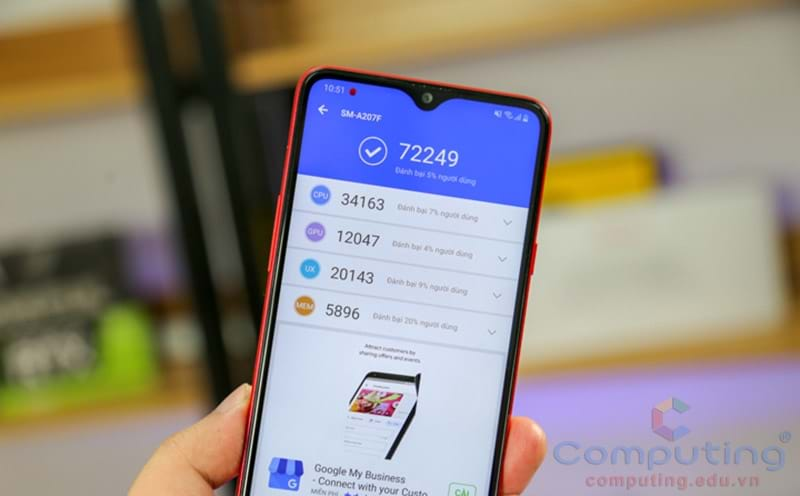 10:51
SM-A207F
72249
Đánh bại 5% người dùng
CPU 34163 Đánh bại 7% người dùng
GPU 12047 Đánh bại 4% người dùng
UX 20143 Đánh bại 9% người dùng
MEM 5896 Đánh bại 20% người dùng
Attract customers by
sharing offers and events.
Google My Business
- Connect with your Custo
MIỄN PHÍ
CÀI
Computing®
computing.edu.vn